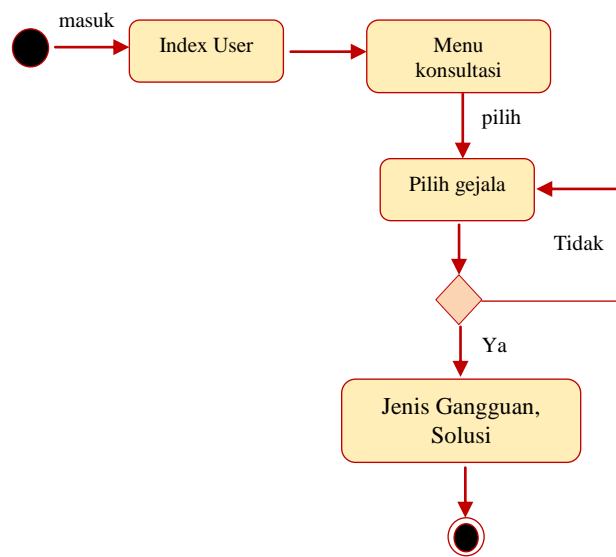 masuk
Index User
Menu
konsultasi
pilih
Pilih gejala
Tidak
Ya
Jenis Gangguan,
Solusi